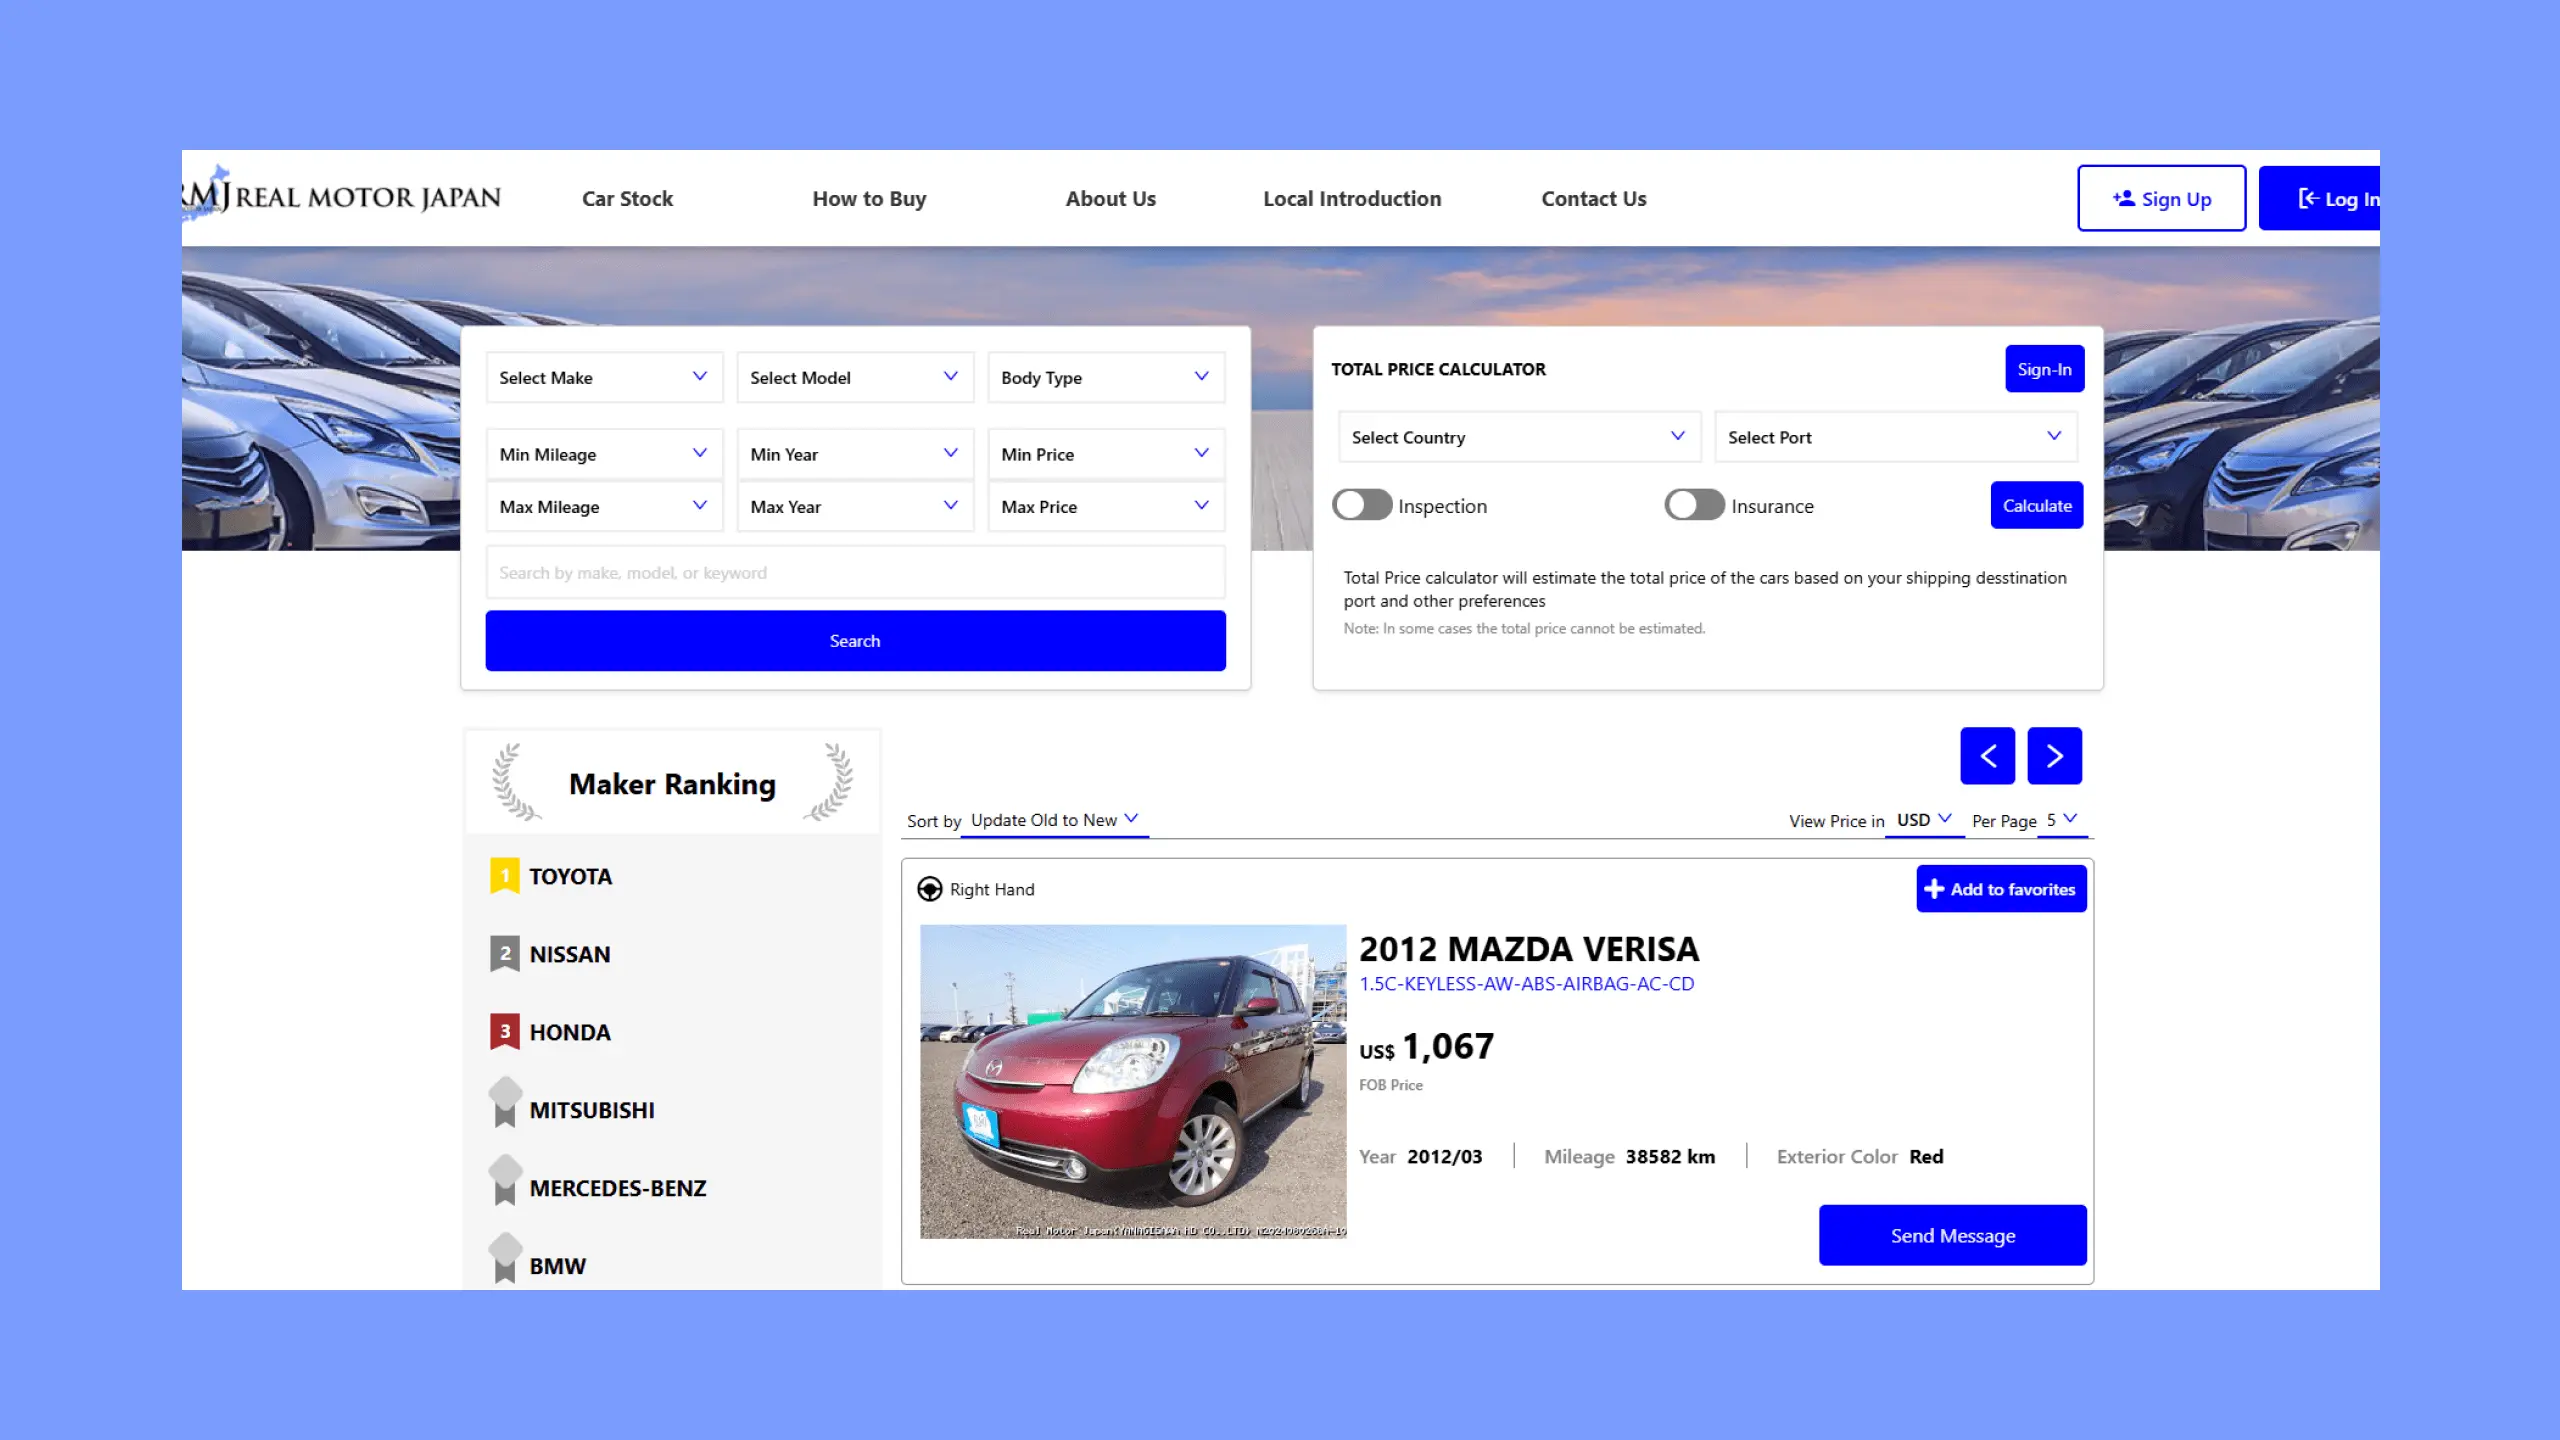 RMJ REAL MOTOR JAPAN
Car Stock
How to Buy
About Us
Local Introduction
Contact Us
Sign Up
Log In
Select Make
Select Model
Body Type
Min Mileage
Min Year
Min Price
Max Mileage
Max Year
Max Price
Search by make, model, or keyword
Search
TOTAL PRICE CALCULATOR
Sign-In
Select Country
Select Port
Inspection
Insurance
Calculate
Total Price calculator will estimate the total price of the cars based on your shipping desstination
port and other preferences
Note: In some cases the total price cannot be estimated.
Maker Ranking
1 TOYOTA
2 NISSAN
3 HONDA
MITSUBISHI
MERCEDES-BENZ
BMW
Sort by Update Old to New
View Price in USD Per Page 5
Right Hand
Add to favorites
2012 MAZDA VERISA
1.5C-KEYLESS-AW-ABS-AIRBAG-AC-CD
US$ 1,067
FOB Price
Year 2012/03
Mileage 38582 km
Exterior Color Red
Real Motor Japan(YANAGISAWA HD CO.,LTD)
Send Message